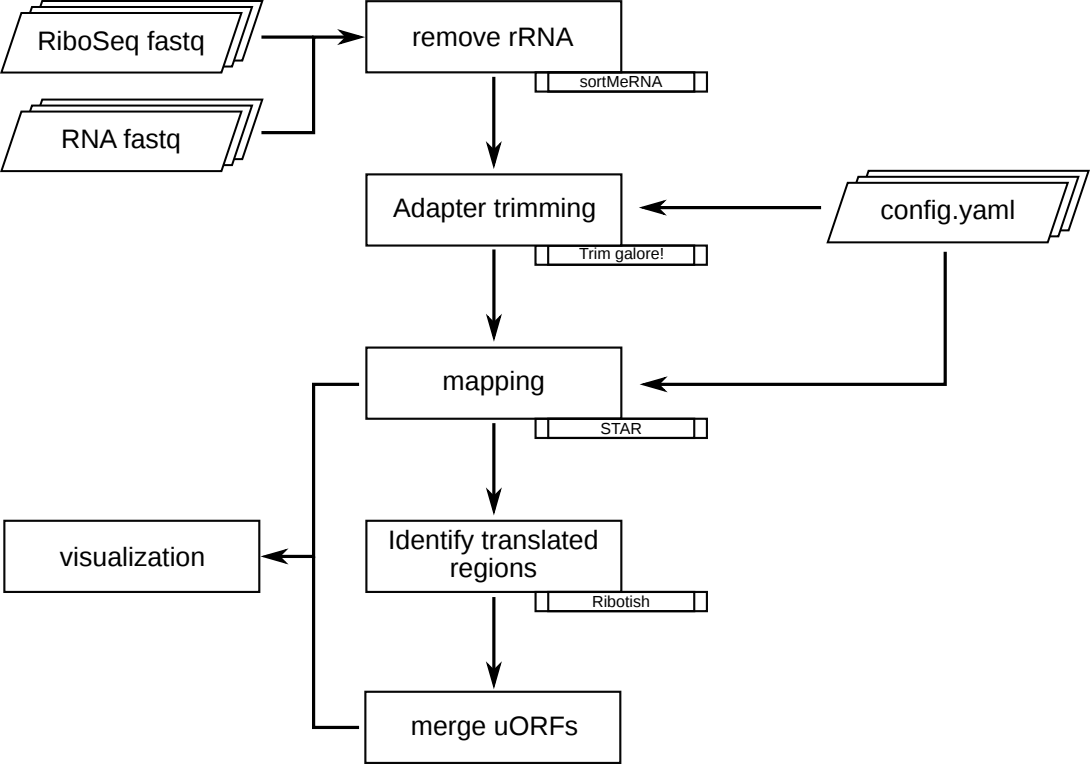 RiboSeq fastq
remove rRNA
sortMeRNA
RNA fastq
Adapter trimming
config.yaml
Trim galore!
mapping
STAR
visualization
Identify translated
regions
Ribotish
merge uORFs